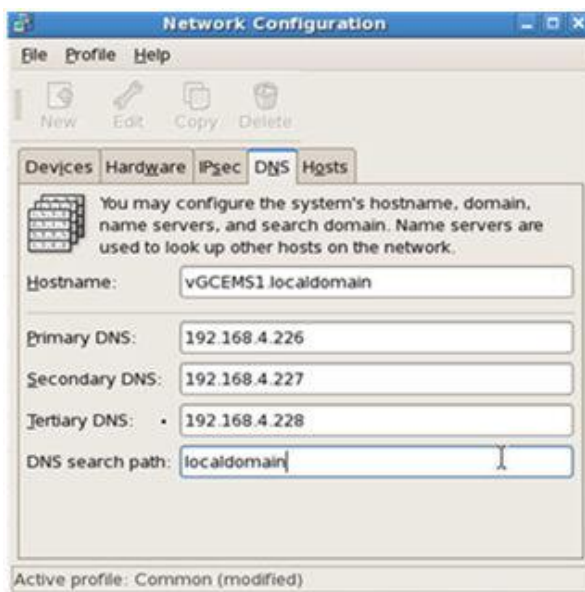 Network Configuration
File Profile Help
New Edit Copy Delete
Devices Hardware IPsec DNS Hosts
You may configure the system's hostname, domain,
name servers, and search domain. Name servers are
used to look up other hosts on the network.
Hostname: vGCEMS1.localdomain
Primary DNS: 192.168.4.226
Secondary DNS: 192.168.4.227
Tertiary DNS: 192.168.4.228
DNS search path: localdomain
Active profile: Common (modified)